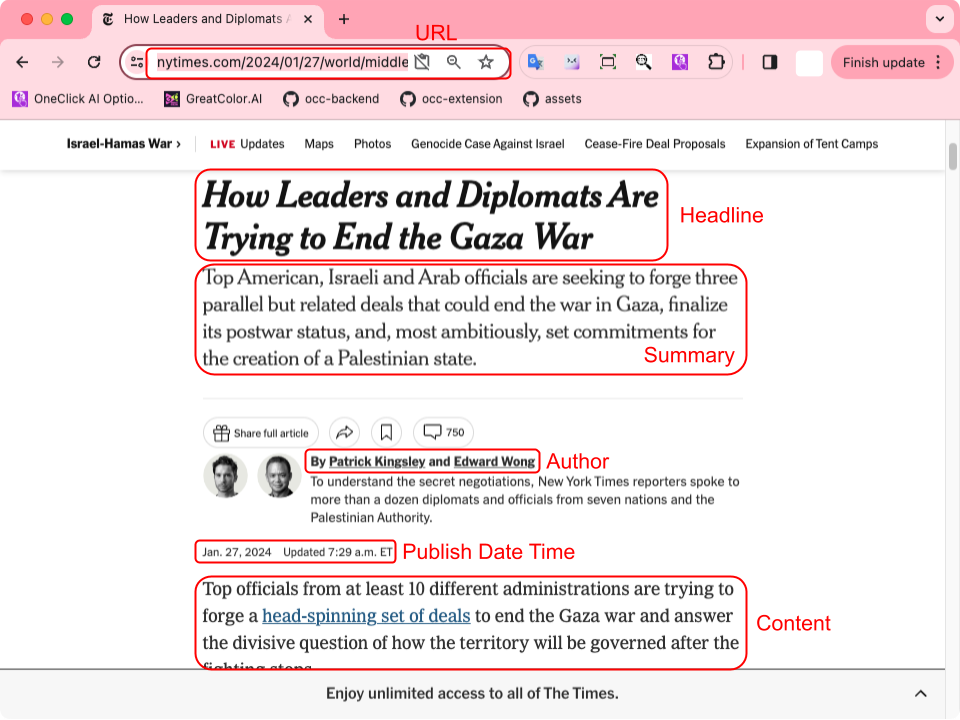 How Leaders and Diplomats A
URL
nytimes.com/2024/01/27/world/middle
Finish update
OneClick AI Optio...
GreatColor.AI
occ-backend
occ-extension
assets
Israel-Hamas War ›
LIVE Updates
Maps
Photos
Genocide Case Against Israel
Cease-Fire Deal Proposals
Expansion of Tent Camps
How Leaders and Diplomats Are
Trying to End the Gaza War
Headline
Top American, Israeli and Arab officials are seeking to forge three
parallel but related deals that could end the war in Gaza, finalize
its postwar status, and, most ambitiously, set commitments for
the creation of a Palestinian state.
Summary
Share full article
750
By Patrick Kingsley and Edward Wong
Author
To understand the secret negotiations, New York Times reporters spoke to
more than a dozen diplomats and officials from seven nations and the
Palestinian Authority.
Jan. 27, 2024 Updated 7:29 a.m. ET
Publish Date Time
Top officials from at least 10 different administrations are trying to
forge a head-spinning set of deals to end the Gaza war and answer
the divisive question of how the territory will be governed after the
fighting stops
Content
Enjoy unlimited access to all of The Times.